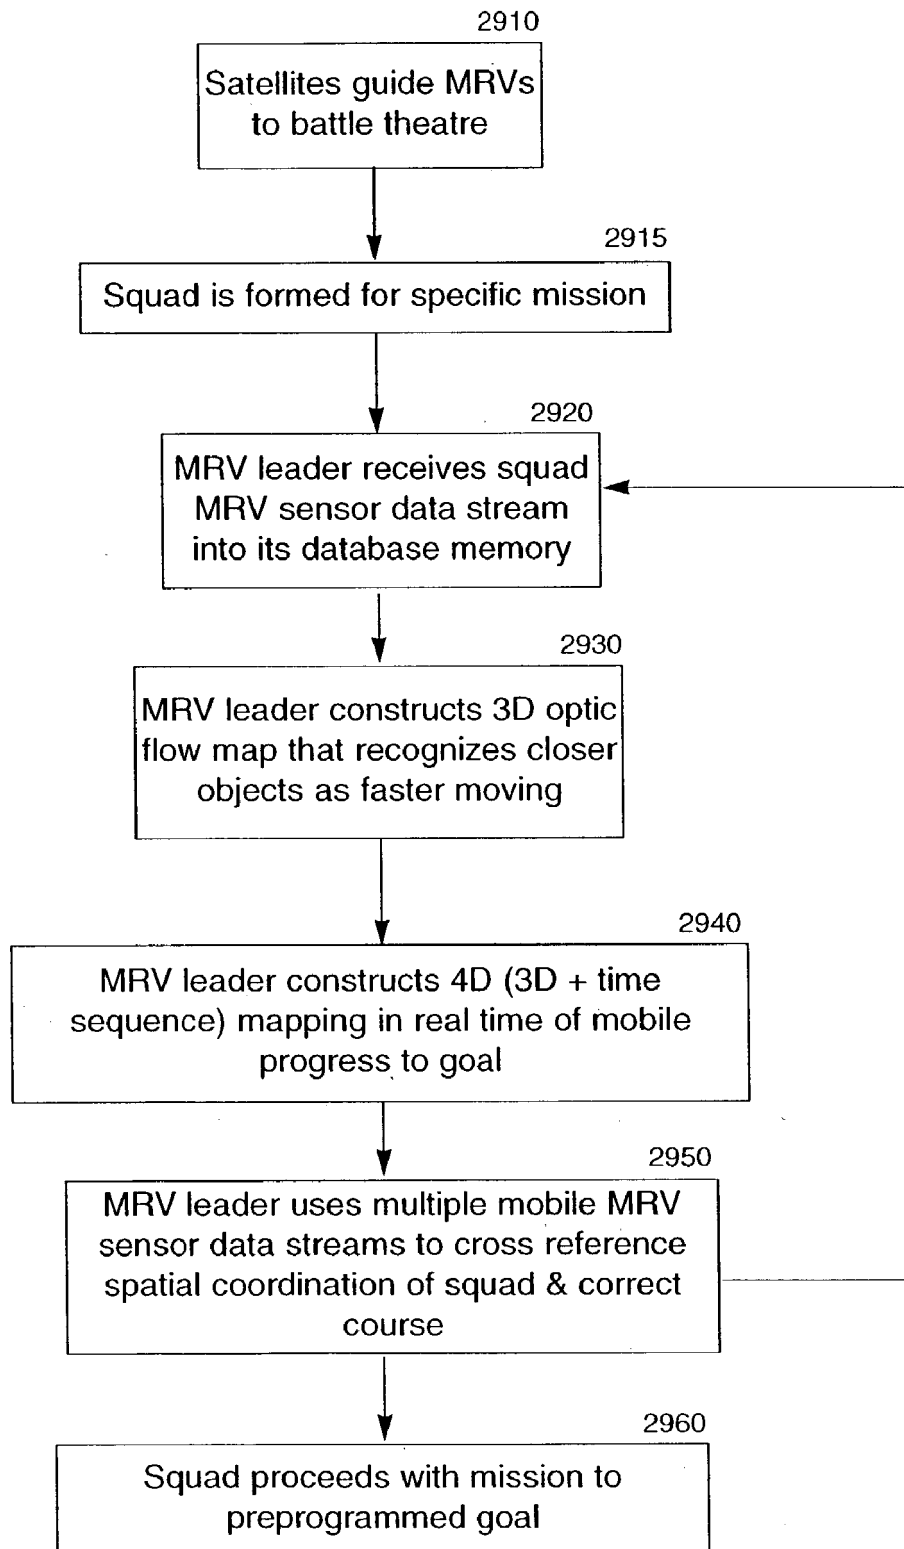 2910
Satellites guide MRVs
to battle theatre
2915
Squad is formed for specific mission
2920
MRV leader receives squad
MRV sensor data stream
into its database memory
2930
MRV leader constructs 3D optic
flow map that recognizes closer
objects as faster moving
2940
MRV leader constructs 4D (3D + time
sequence) mapping in real time of mobile
progress to goal
2950
MRV leader uses multiple mobile MRV
sensor data streams to cross reference
spatial coordination of squad & correct
course
2960
Squad proceeds with mission to
preprogrammed goal